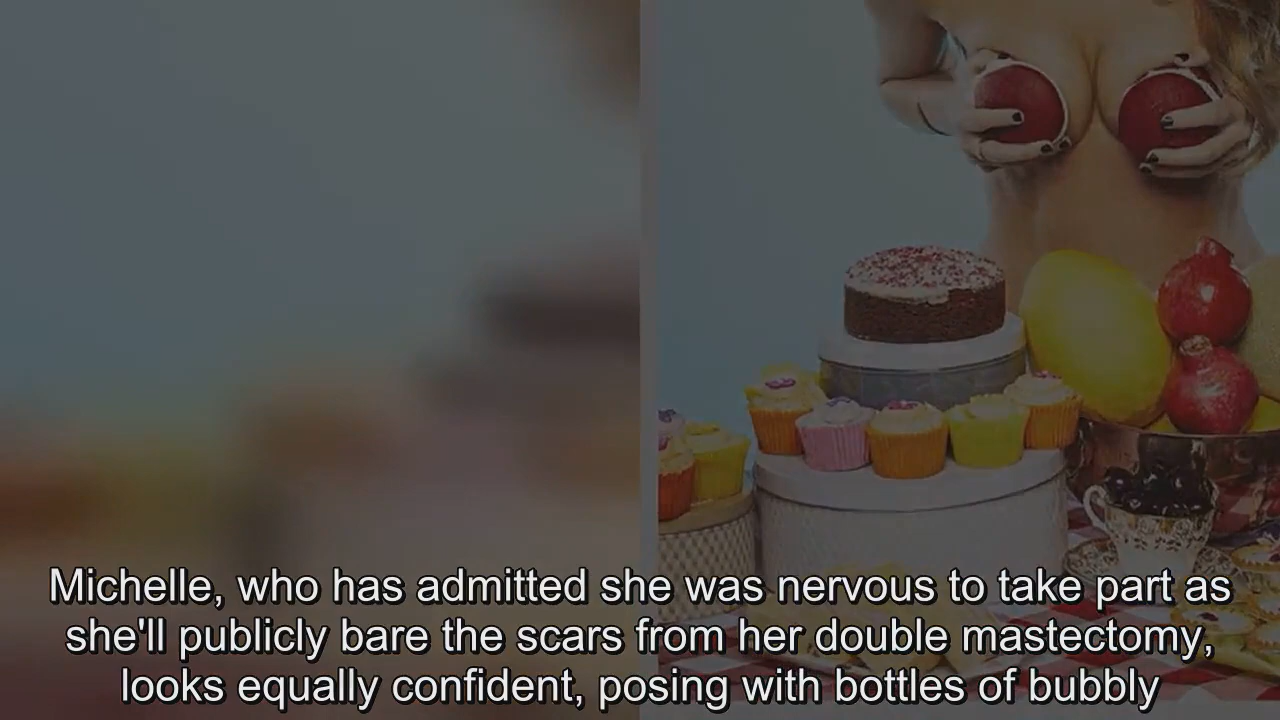 Michelle, who has admitted she was nervous to take part as
she'll publicly bare the scars from her double mastectomy,
looks equally confident, posing with bottles of bubbly